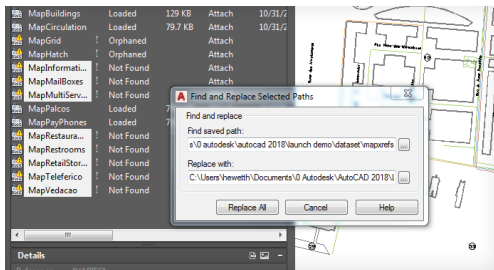 MapBuildings Loaded 129 KB Attach 10/31/2
MapCirculation Loaded 79.7 KB Attach 10/31/2
MapGrid ! Orphaned Attach
MapHatch ! Orphaned Attach
MapInformati... ! Not Found Attach
MapMailBoxes ! Not Found Attach
MapMultiServ... ! Not Found
MapPalcos Loaded
MapPayPhones Loaded
MapRestaura... ! Not Found
MapRestrooms ! Not Found
MapRetailStor... ! Not Found
MapTeleferico ! Not Found
MapVedacao ! Not Found
Find and Replace Selected Paths
Find and replace
Find saved path:
s\0 autodesk\autocad 2018\launch demo\dataset\mapxrefs
...
Replace with:
C:\Users\hewetth\Documents\0 Autodesk\AutoCAD 2018\
...
Replace All Cancel Help
Details